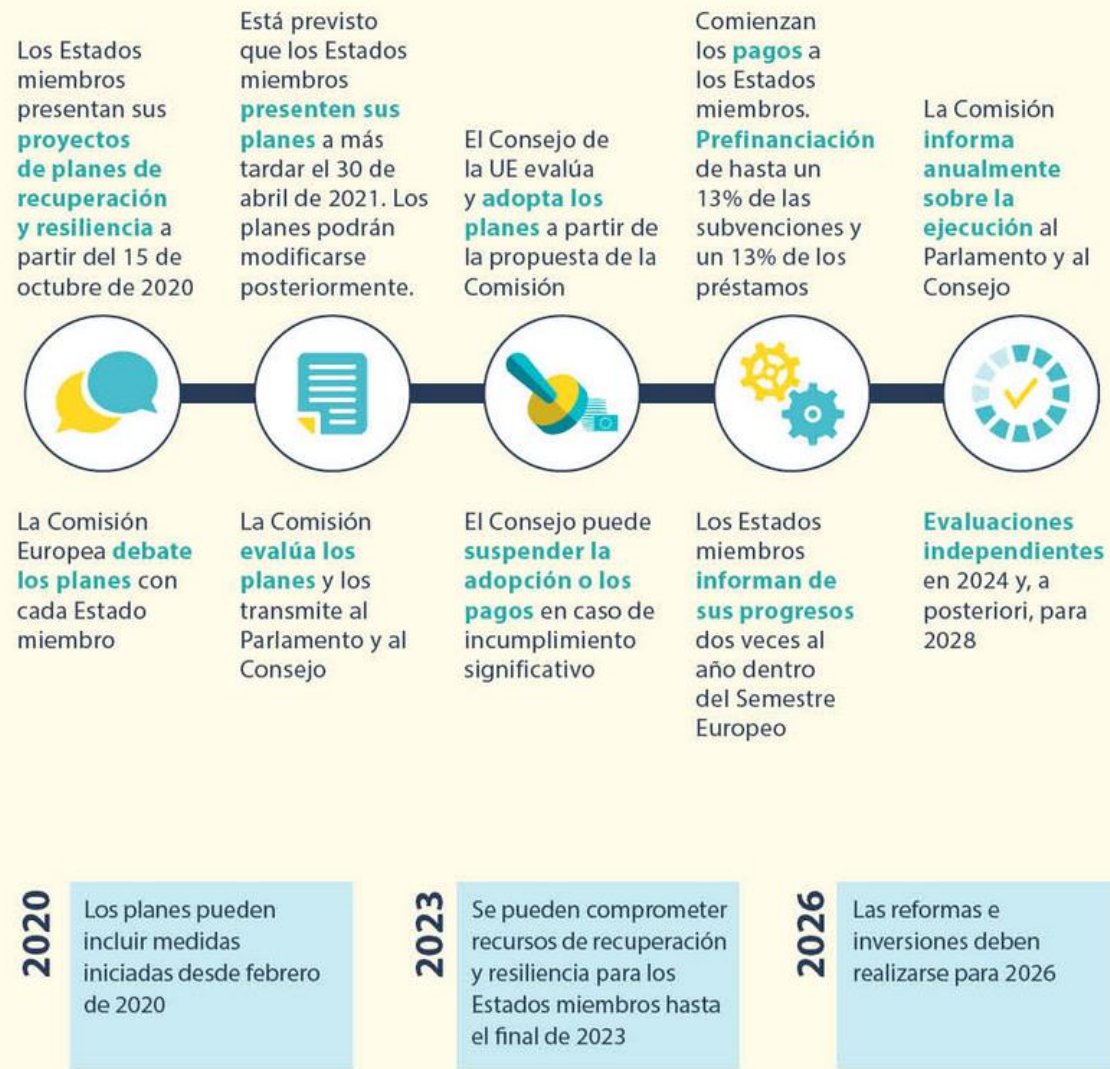 Los Estados
miembros
presentan sus
proyectos
de planes de
recuperación
y resiliencia a
partir del 15 de
octubre de 2020
Está previsto
que los Estados
miembros
presenten sus
planes a más
tardar el 30 de
abril de 2021. Los
planes podrán
modificarse
posteriormente.
El Consejo de
la UE evalúa
y adopta los
planes a partir de
la propuesta de la
Comisión
Comienzan
los pagos a
los Estados
miembros.
Prefinanciación
de hasta un
13% de las
subvenciones y
un 13% de los
préstamos
La Comisión
informa
anualmente
sobre la
ejecución al
Parlamento y al
Consejo
La Comisión
Europea debate
los planes con
cada Estado
miembro
La Comisión
evalúa los
planes y los
transmite al
Parlamento y al
Consejo
El Consejo puede
suspender la
adopción o los
pagos en caso de
incumplimiento
significativo
Los Estados
miembros
informan de
sus progresos
dos veces al
año dentro
del Semestre
Europeo
Evaluaciones
independientes
en 2024 y, a
posteriori, para
2028
2020
Los planes pueden
incluir medidas
iniciadas desde febrero
de 2020
2023
Se pueden comprometer
recursos de recuperación
y resiliencia para los
Estados miembros hasta
el final de 2023
2026
Las reformas e
inversiones deben
realizarse para 2026